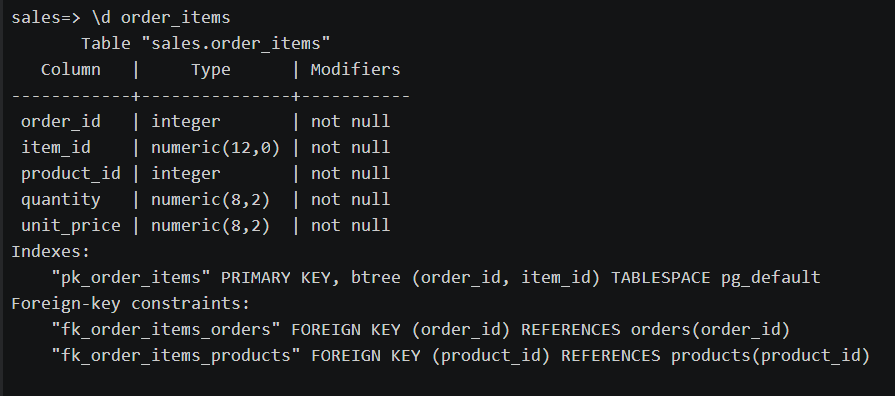 sales=> \d order_items
       Table "sales.order_items"
   Column   |     Type      | Modifiers
------------+---------------+-----------
 order_id   | integer       | not null
 item_id    | numeric(12,0) | not null
 product_id | integer       | not null
 quantity   | numeric(8,2)  | not null
 unit_price | numeric(8,2)  | not null
Indexes:
    "pk_order_items" PRIMARY KEY, btree (order_id, item_id) TABLESPACE pg_default
Foreign-key constraints:
    "fk_order_items_orders" FOREIGN KEY (order_id) REFERENCES orders(order_id)
    "fk_order_items_products" FOREIGN KEY (product_id) REFERENCES products(product_id)